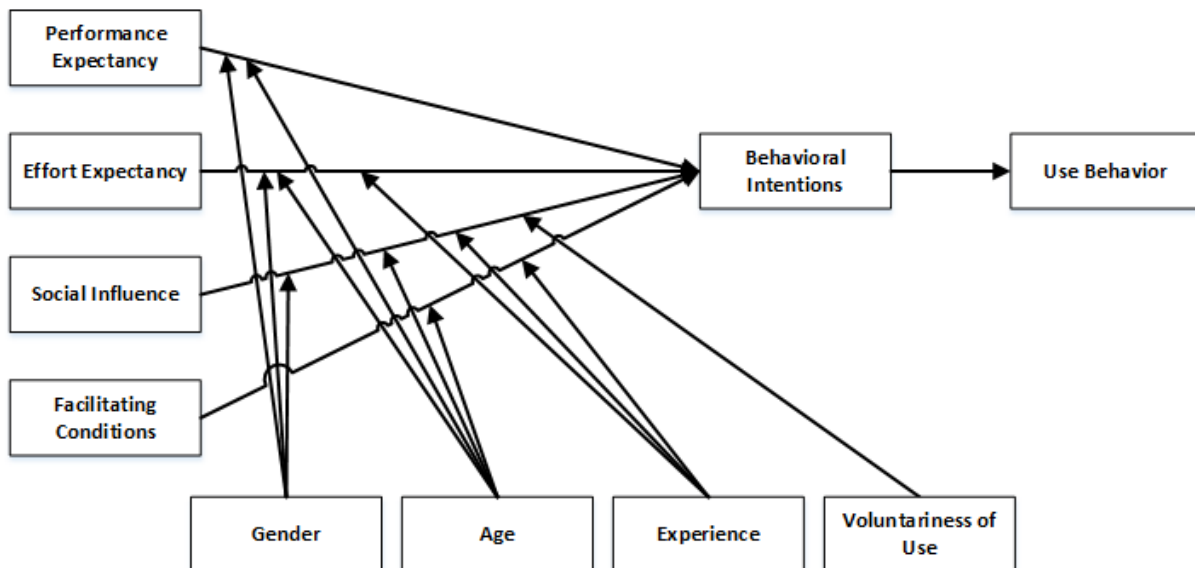 Performance
Expectancy
Effort Expectancy
Behavioral
Intentions
Use Behavior
Social Influence
Facilitating
Conditions
Gender
Age
Experience
Voluntariness of
Use